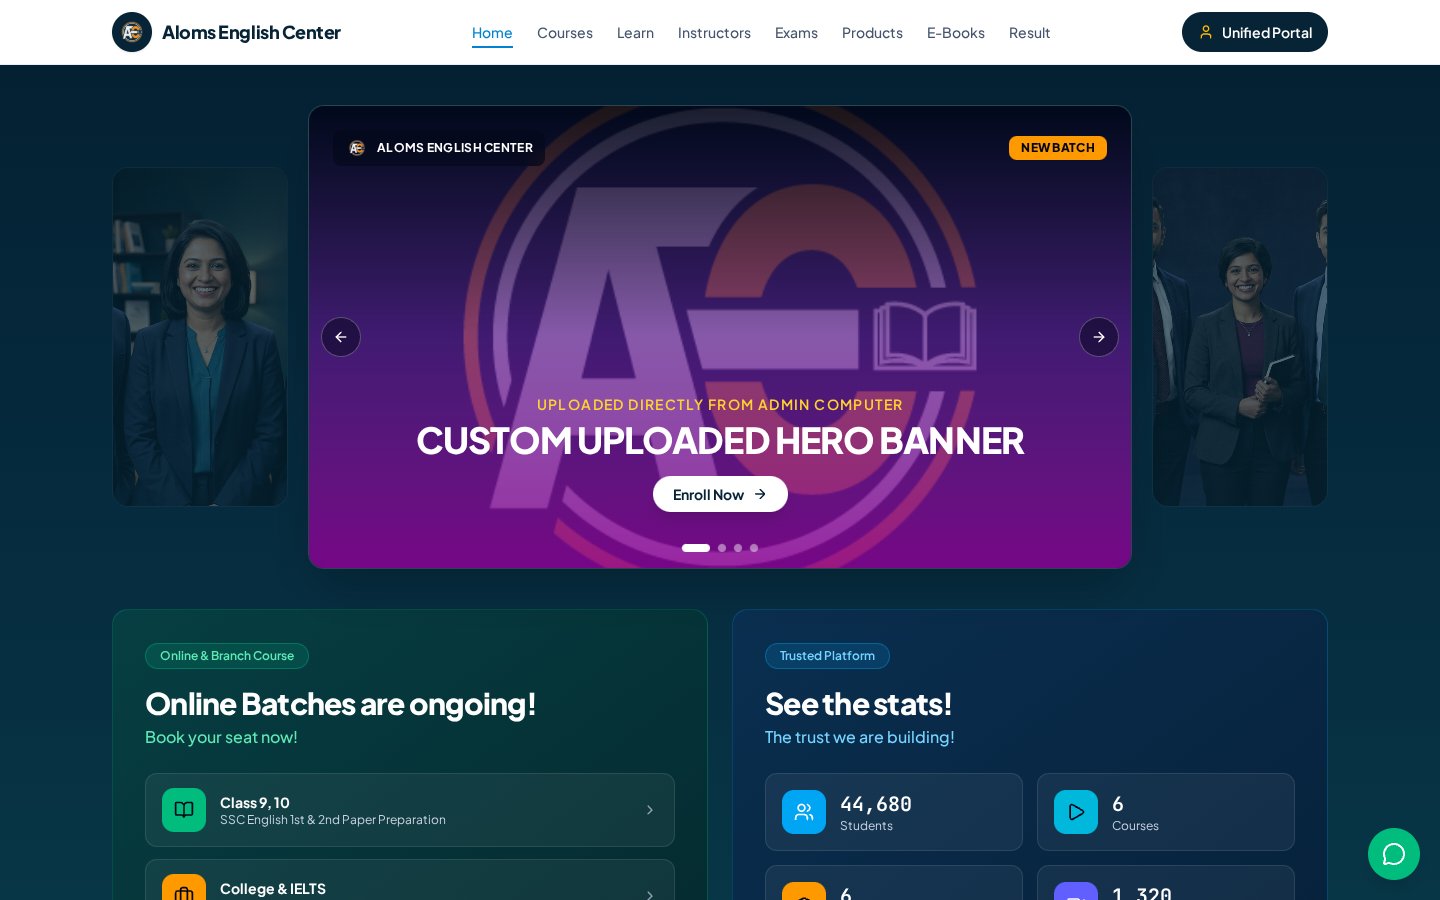 Aloms English Center
Home
Courses
Learn
Instructors
Exams
Products
E-Books
Result
Unified Portal
ALOMS ENGLISH CENTER
NEW BATCH
UPLOADED DIRECTLY FROM ADMIN COMPUTER
CUSTOM UPLOADED HERO BANNER
Enroll Now
Online & Branch Course
Online Batches are ongoing!
Book your seat now!
Class 9, 10
SSC English 1st & 2nd Paper Preparation
College & IELTS
Trusted Platform
See the stats!
The trust we are building!
44,680
Students
6
Courses
6
1,320